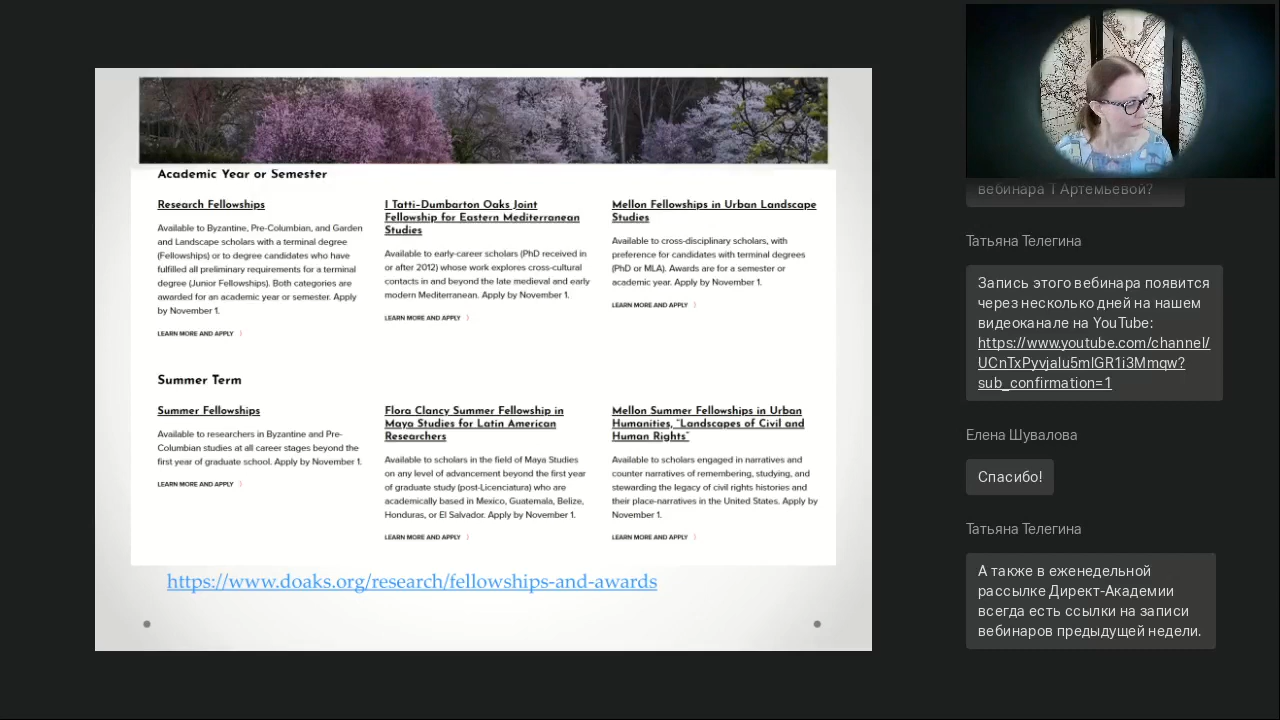 Academic Year or Semester
Research Fellowships
Available to Byzantine, Pre-Columbian, and Garden
and Landscape scholars with a terminal degree
(Fellowships) or to degree candidates who have
fulfilled all preliminary requirements for a terminal
degree (Junior Fellowships). Both categories are
awarded for an academic year or semester. Apply
by November 1.
LEARN MORE AND APPLY
I Tatti–Dumbarton Oaks Joint
Fellowship for Eastern Mediterranean
Studies
Available to early-career scholars (PhD received in
or after 2012) whose work explores cross-cultural
contacts in and beyond the late medieval and early
modern Mediterranean. Apply by November 1.
LEARN MORE AND APPLY
Mellon Fellowships in Urban Landscape
Studies
Available to cross-disciplinary scholars, with
preference for candidates with terminal degrees
(PhD or MLA). Awards are for a semester or
academic year. Apply by November 1.
LEARN MORE AND APPLY
Summer Term
Summer Fellowships
Available to researchers in Byzantine and Pre-
Columbian studies at all career stages beyond the
first year of graduate school. Apply by November 1.
LEARN MORE AND APPLY
Flora Clancy Summer Fellowship in
Maya Studies for Latin American
Researchers
Available to scholars in the field of Maya Studies
on any level of advancement beyond the first year
of graduate study (post-Licenciatura) who are
academically based in Mexico, Guatemala, Belize,
Honduras, or El Salvador. Apply by November 1.
LEARN MORE AND APPLY
Mellon Summer Fellowships in Urban
Humanities, “Landscapes of Civil and
Human Rights”
Available to scholars engaged in narratives and
counter narratives of remembering, studying, and
stewarding the legacy of civil rights histories and
their place-narratives in the United States. Apply by
November 1.
LEARN MORE AND APPLY
https://www.doaks.org/research/fellowships-and-awards
вебинара 1 Артемьевой?
Татьяна Телегина
Запись этого вебинара появится
через несколько дней на нашем
видеоканале на YouTube:
https://www.youtube.com/channel/
UCnTxPyvjalu5mlGR1i3Mmqw?
sub_confirmation=1
Елена Шувалова
Спасибо!
Татьяна Телегина
А также в еженедельной
рассылке Директ-Академии
всегда есть ссылки на записи
вебинаров предыдущей недели.